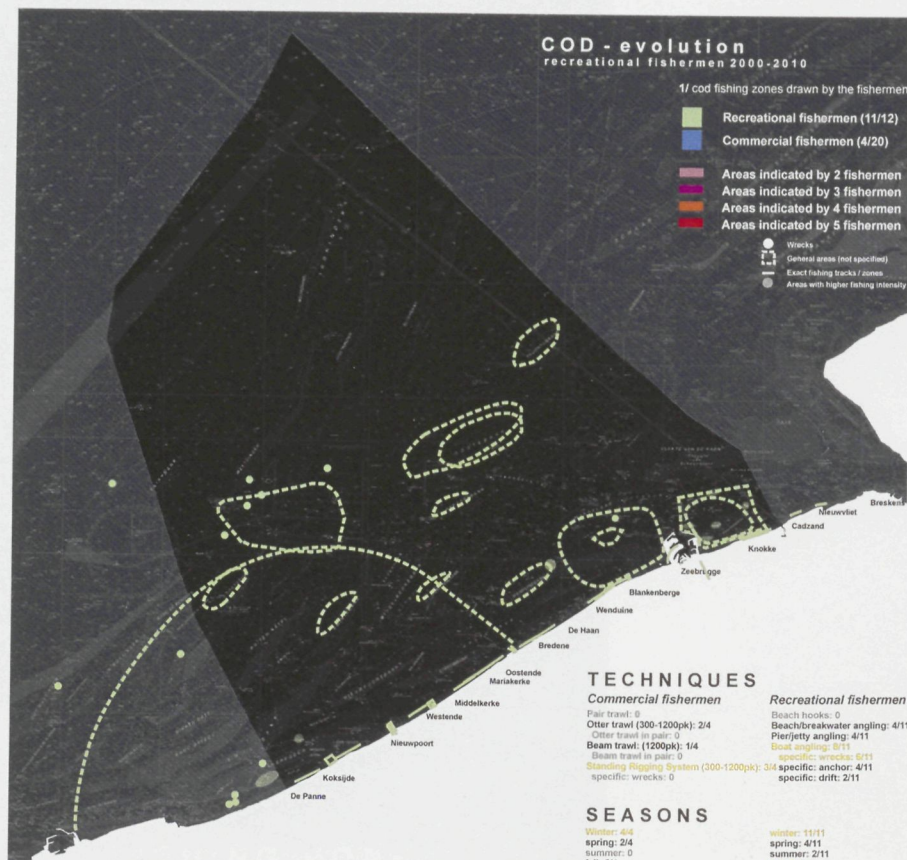 COD - evolution
recreational fishermen 2000-2010
1/ cod fishing zones drawn by the fishermen
Recreational fishermen (11/12)
Commercial fishermen (4/20)
Areas indicated by 2 fishermen
Areas indicated by 3 fishermen
Areas indicated by 4 fishermen
Areas indicated by 5 fishermen
Wrecks
General areas (not specified)
Exact fishing tracks / zones
Areas with higher fishing intensity
Breskens
Nieuwvliet
Cadzand
Knokke
Zeebrugge
Blankenberge
Wenduine
De Haan
Bredene
Oostende
Mariakerke
Middelkerke
Westende
Nieuwpoort
Koksijde
De Panne
TECHNIQUES
Commercial fishermen
Pair trawl: 0
Otter trawl (300-1200pk): 2/4
Otter trawl in pair: 0
Beam trawl: (1200pk): 1/4
Beam trawl in pair: 0
Standing Rigging System (300-1200pk): 3/4
specific: wrecks: 0
Recreational fishermen
Beach hooks: 0
Beach/breakwater angling: 4/11
Pier/jetty angling: 4/11
Boat angling: 8/11
specific: wrecks: 6/11
specific: anchor: 4/11
specific: drift: 2/11
SEASONS
Winter: 4/4
spring: 2/4
summer: 0
winter: 11/11
spring: 4/11
summer: 2/11